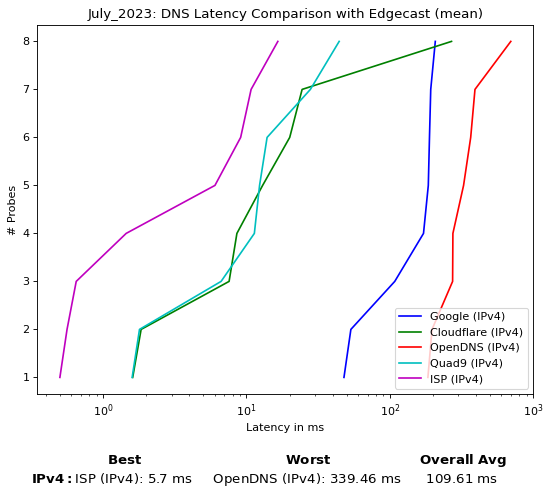 July_2023: DNS Latency Comparison with Edgecast (mean)
8
7
6
5
4
3
2
1
# Probes
Google (IPv4)
Cloudflare (IPv4)
OpenDNS (IPv4)
Quad9 (IPv4)
ISP (IPv4)
10^0 10^1 10^2 10^3
Latency in ms
Best Worst Overall Avg
IPv4: ISP (IPv4): 5.7 ms OpenDNS (IPv4): 339.46 ms 109.61 ms